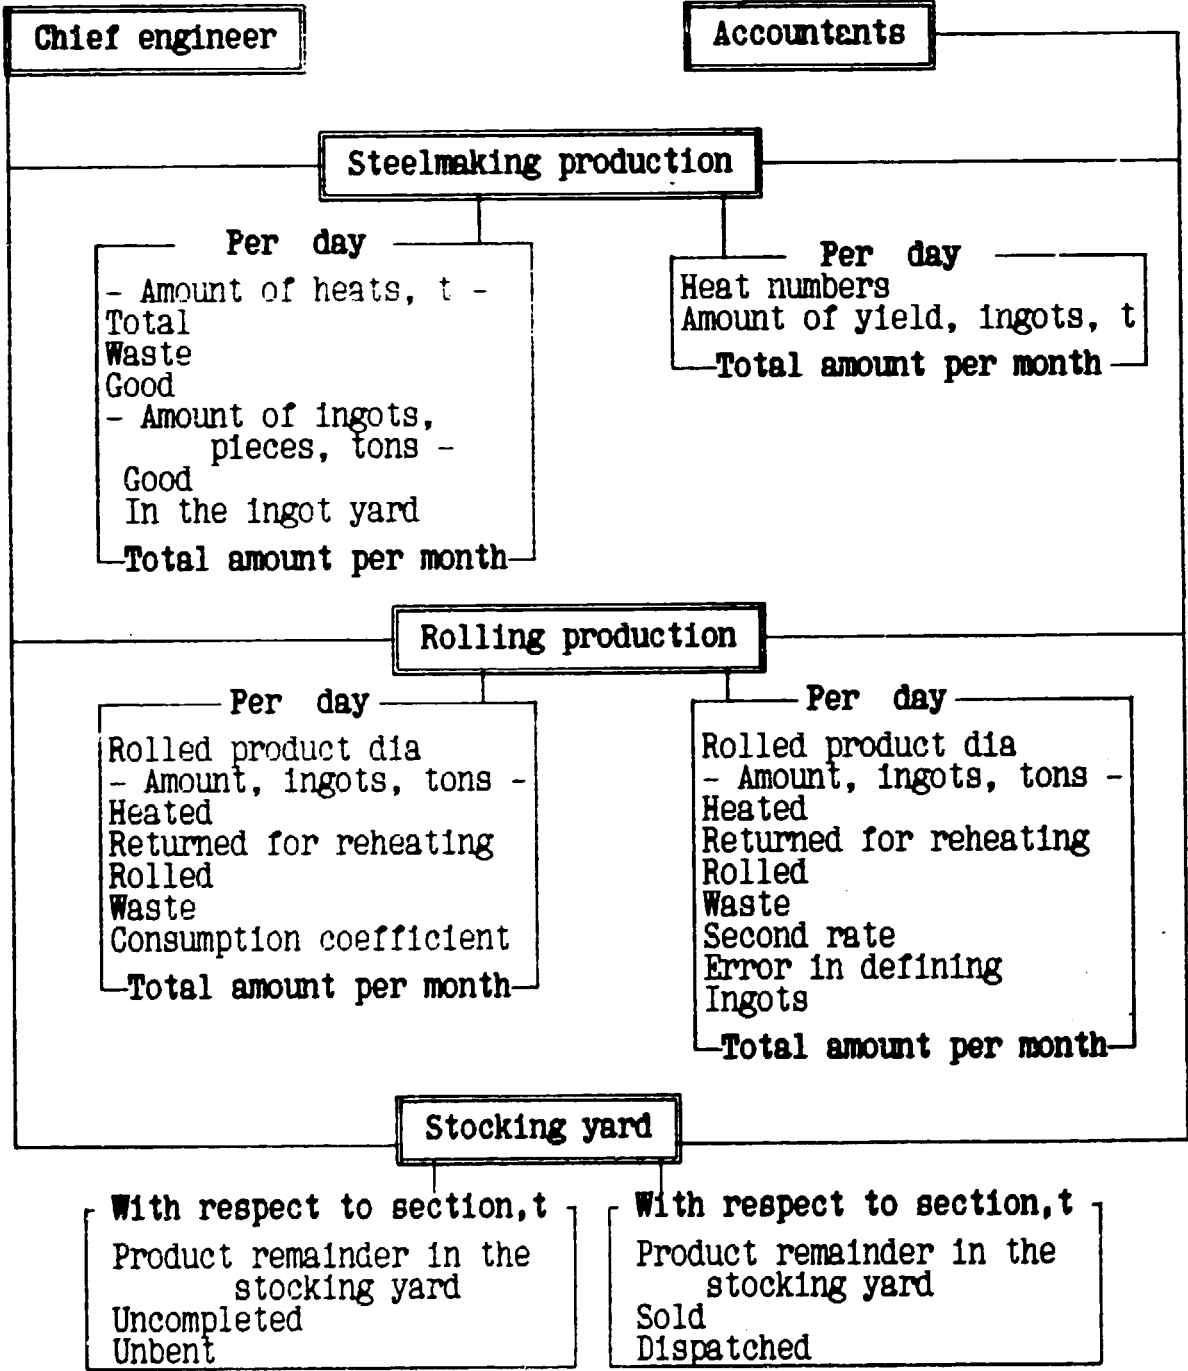 Chief engineer
Accountants
Steelmaking production
Per day
- Amount of heats, t -
Total
Waste
Good
- Amount of ingots,
pieces, tons -
Good
In the ingot yard
Total amount per month
Per day
Heat numbers
Amount of yield, ingots, t
Total amount per month
Rolling production
Per day
Rolled product dia
- Amount, ingots, tons -
Heated
Returned for reheating
Rolled
Waste
Consumption coefficient
Total amount per month
Per day
Rolled product dia
- Amount, ingots, tons -
Heated
Returned for reheating
Rolled
Waste
Second rate
Error in defining
Ingots
Total amount per month
Stocking yard
With respect to section,t
Product remainder in the
stocking yard
Uncompleted
Unbent
With respect to section,t
Product remainder in the
stocking yard
Sold
Dispatched